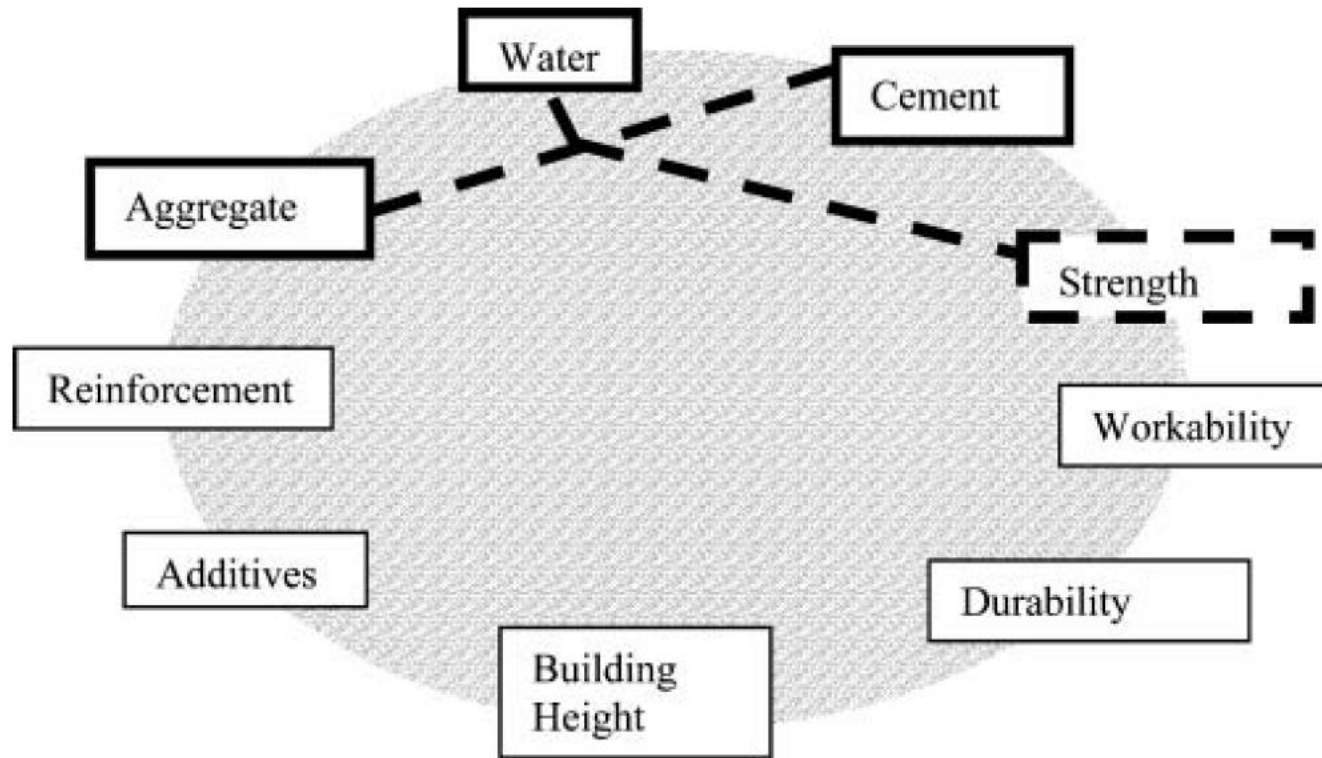 Water
Cement
Aggregate
Strength
Reinforcement
Workability
Additives
Durability
Building
Height